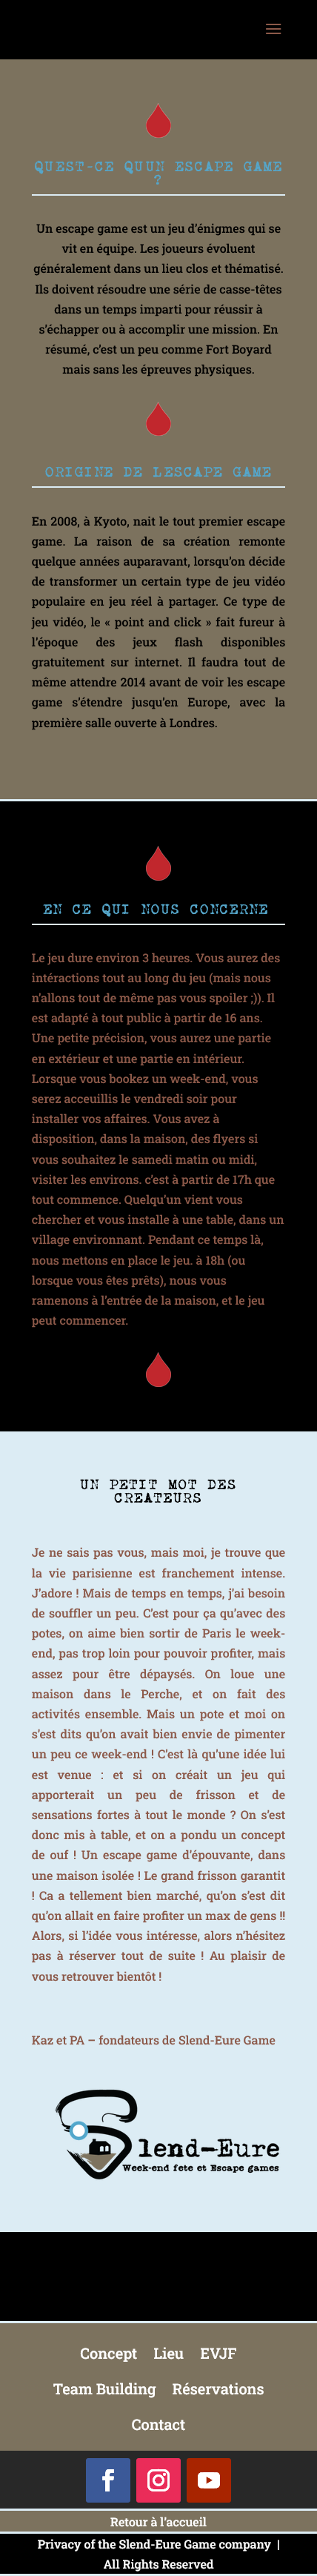 QUEST-CE QUUN ESCAPE GAME
?
Un escape game est un jeu d’énigmes qui se
vit en équipe. Les joueurs évoluent
généralement dans un lieu clos et thématisé.
Ils doivent résoudre une série de casse-têtes
dans un temps imparti pour réussir à
s’échapper ou à accomplir une mission. En
résumé, c’est un peu comme Fort Boyard
mais sans les épreuves physiques.
ORIGINE DE LESCAPE GAME
En 2008, à Kyoto, nait le tout premier escape
game. La raison de sa création remonte
quelque années auparavant, lorsqu’on décide
de transformer un certain type de jeu vidéo
populaire en jeu réel à partager. Ce type de
jeu vidéo, le « point and click » fait fureur à
l’époque des jeux flash disponibles
gratuitement sur internet. Il faudra tout de
même attendre 2014 avant de voir les escape
game s’étendre jusqu’en Europe, avec la
première salle ouverte à Londres.
EN CE QUI NOUS CONCERNE
Le jeu dure environ 3 heures. Vous aurez des
intéractions tout au long du jeu (mais nous
n’allons tout de même pas vous spoiler ;)). Il
est adapté à tout public à partir de 16 ans.
Une petite précision, vous aurez une partie
en extérieur et une partie en intérieur.
Lorsque vous bookez un week-end, vous
serez acceuillis le vendredi soir pour
installer vos affaires. Vous avez à
disposition, dans la maison, des flyers si
vous souhaitez le samedi matin ou midi,
visiter les environs. c’est à partir de 17h que
tout commence. Quelqu’un vient vous
chercher et vous installe à une table, dans un
village environnant. Pendant ce temps là,
nous mettons en place le jeu. à 18h (ou
lorsque vous êtes prêts), nous vous
ramenons à l’entrée de la maison, et le jeu
peut commencer.
UN PETIT MOT DES
CREATEURS
Je ne sais pas vous, mais moi, je trouve que
la vie parisienne est franchement intense.
J’adore ! Mais de temps en temps, j’ai besoin
de souffler un peu. C’est pour ça qu’avec des
potes, on aime bien sortir de Paris le week-
end, pas trop loin pour pouvoir profiter, mais
assez pour être dépaysés. On loue une
maison dans le Perche, et on fait des
activités ensemble. Mais un pote et moi on
s’est dits qu’on avait bien envie de pimenter
un peu ce week-end ! C’est là qu’une idée lui
est venue : et si on créait un jeu qui
apporterait un peu de frisson et de
sensations fortes à tout le monde ? On s’est
donc mis à table, et on a pondu un concept
de ouf ! Un escape game d’épouvante, dans
une maison isolée ! Le grand frisson garantit
! Ca a tellement bien marché, qu’on s’est dit
qu’on allait en faire profiter un max de gens !!
Alors, si l’idée vous intéresse, alors n’hésitez
pas à réserver tout de suite ! Au plaisir de
vous retrouver bientôt !
Kaz et PA – fondateurs de Slend-Eure Game
Slend-Eure
Week-end fete et Escape games
Concept Lieu EVJF
Team Building Réservations
Contact
Retour à l’accueil
Privacy of the Slend-Eure Game company |
All Rights Reserved